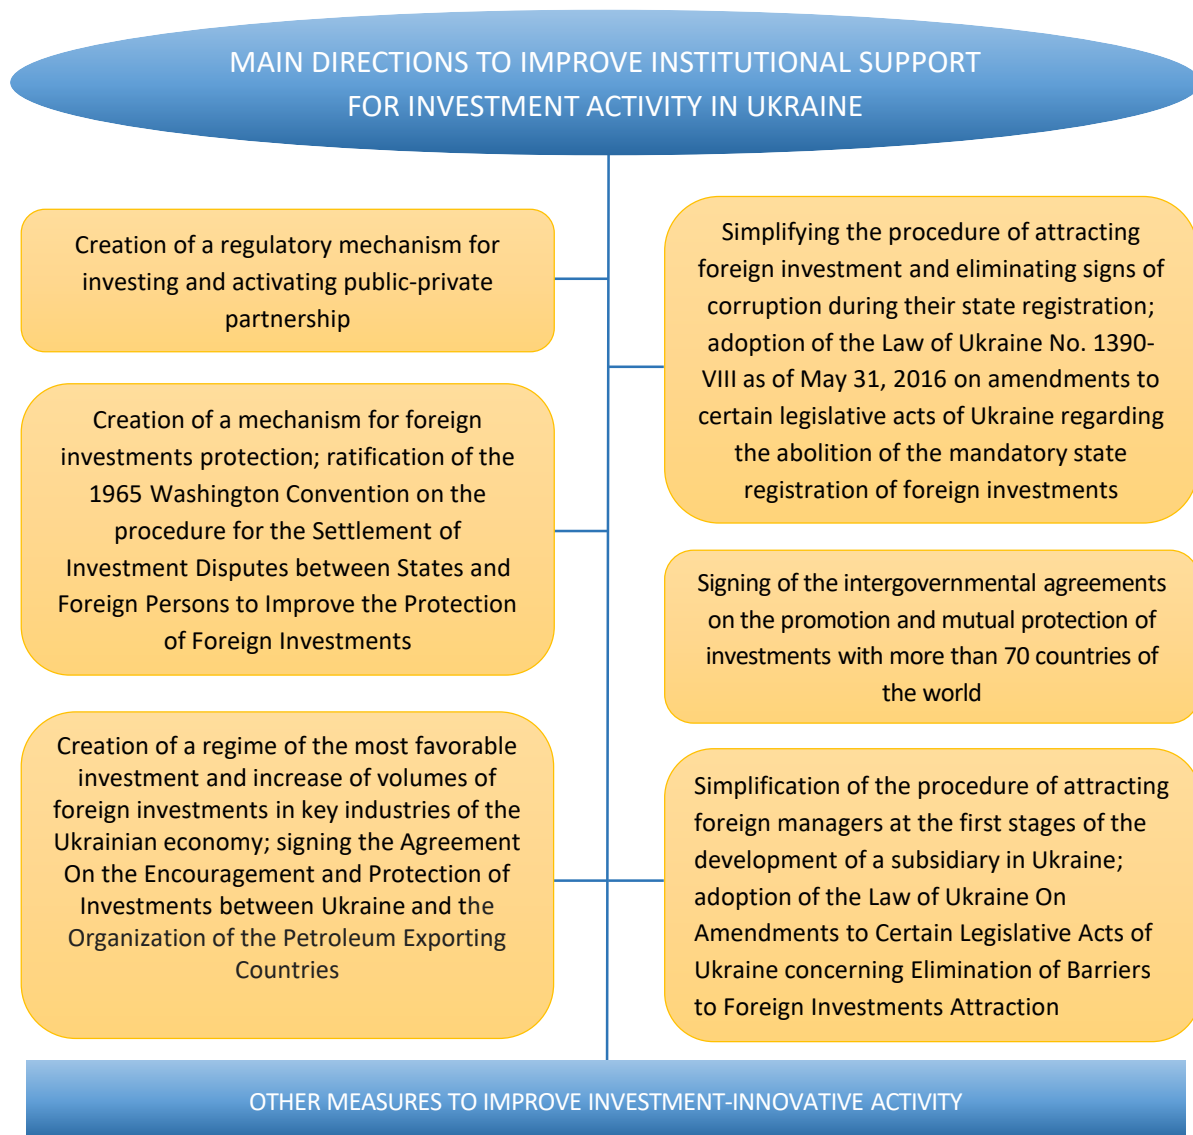 MAIN DIRECTIONS TO IMPROVE INSTITUTIONAL SUPPORT
FOR INVESTMENT ACTIVITY IN UKRAINE
Creation of a regulatory mechanism for
investing and activating public-private
partnership
Simplifying the procedure of attracting
foreign investment and eliminating signs of
corruption during their state registration;
adoption of the Law of Ukraine No. 1390-
VIII as of May 31, 2016 on amendments to
certain legislative acts of Ukraine regarding
the abolition of the mandatory state
registration of foreign investments
Creation of a mechanism for foreign
investments protection; ratification of the
1965 Washington Convention on the
procedure for the Settlement of
Investment Disputes between States and
Foreign Persons to Improve the Protection
of Foreign Investments
Signing of the intergovernmental agreements
on the promotion and mutual protection of
investments with more than 70 countries of
the world
Creation of a regime of the most favorable
investment and increase of volumes of
foreign investments in key industries of the
Ukrainian economy; signing the Agreement
On the Encouragement and Protection of
Investments between Ukraine and the
Organization of the Petroleum Exporting
Countries
Simplification of the procedure of attracting
foreign managers at the first stages of the
development of a subsidiary in Ukraine;
adoption of the Law of Ukraine On
Amendments to Certain Legislative Acts of
Ukraine concerning Elimination of Barriers
to Foreign Investments Attraction
OTHER MEASURES TO IMPROVE INVESTMENT-INNOVATIVE ACTIVITY